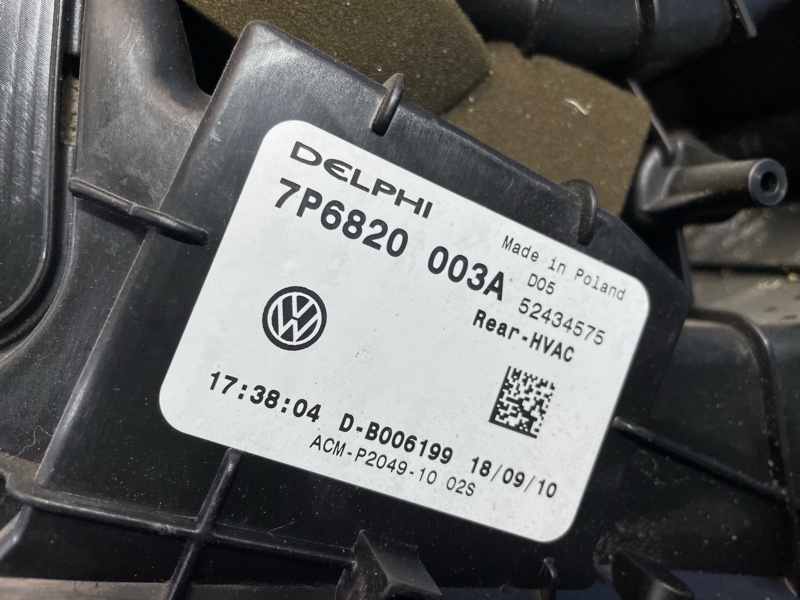 DELPHI
7P6820 003A
Made in Poland
D05
52434575
Rear-HVAC
17:38:04 D-B006199 18/09/10
ACM-P2049-10 02S